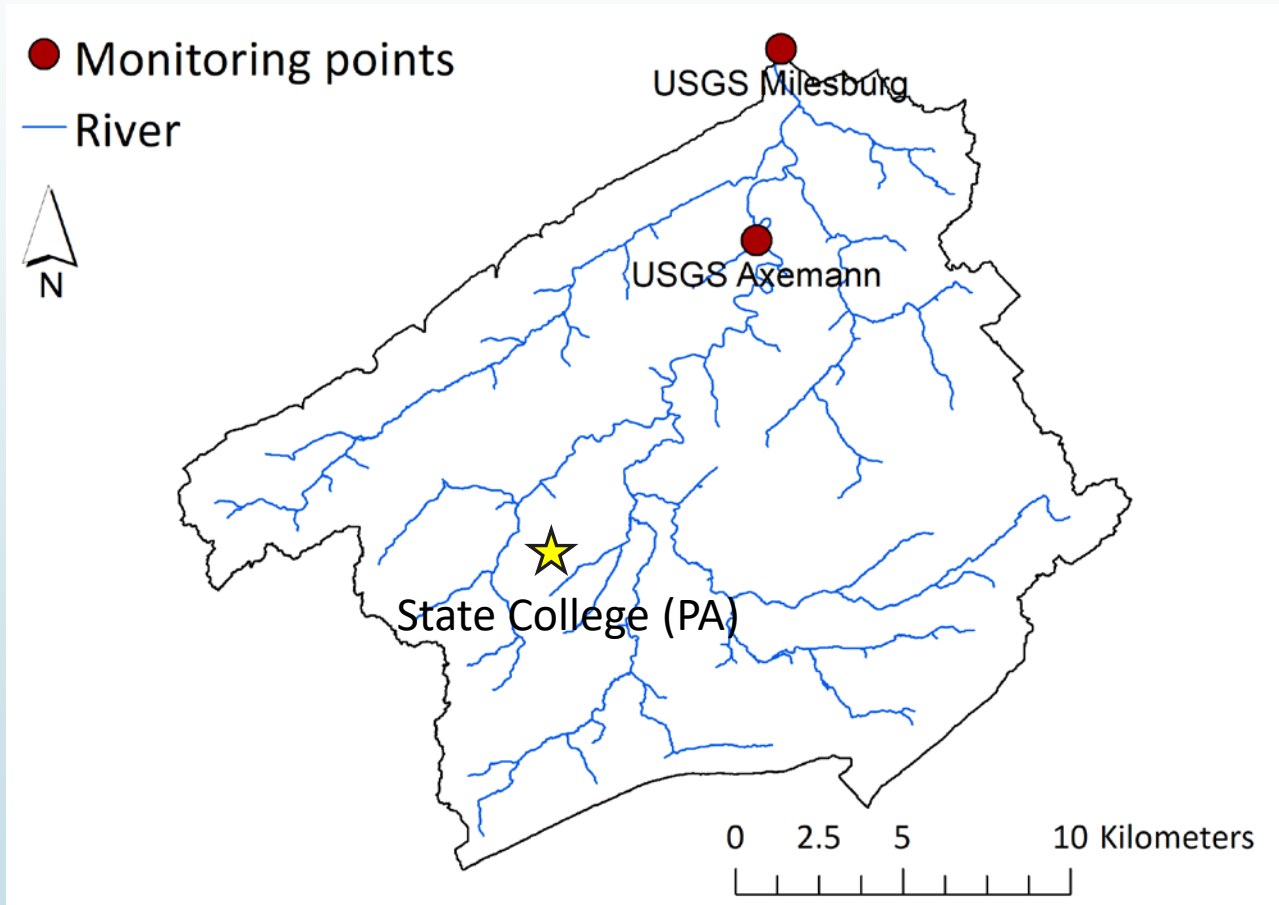 Monitoring points
River
N
USGS Milesburg
USGS Axemann
State College (PA)
0 2.5 5 10 Kilometers